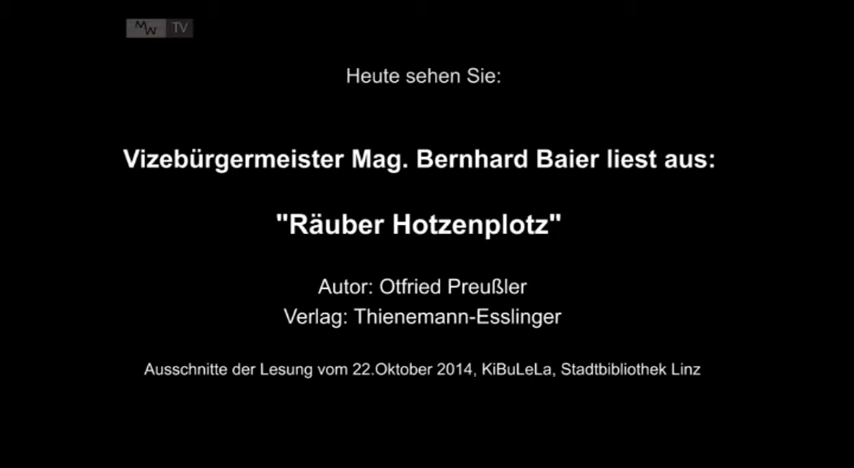 MW TV
Heute sehen Sie:
Vizebürgermeister Mag. Bernhard Baier liest aus:
"Räuber Hotzenplotz"
Autor: Otfried Preußler
Verlag: Thienemann-Esslinger
Ausschnitte der Lesung vom 22.Oktober 2014, KiBuLeLa, Stadtbibliothek Linz